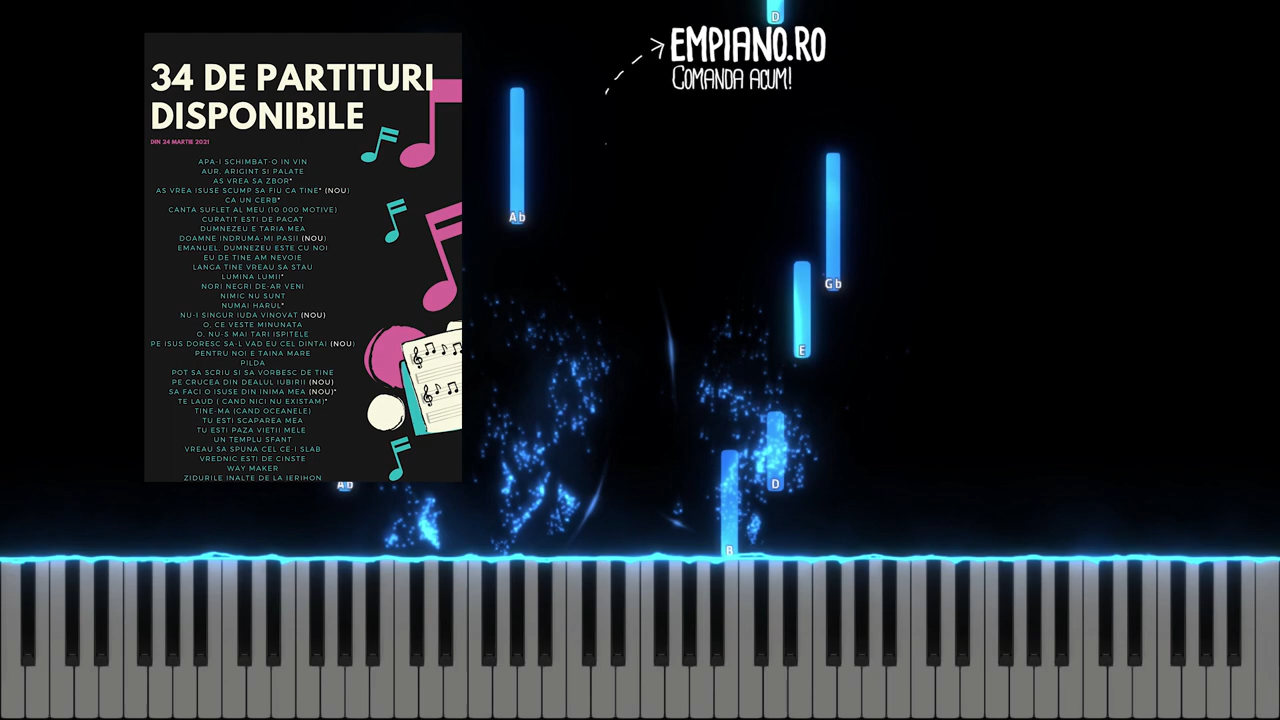 34 DE PARTITURI
DISPONIBILE
DIN 24 MARTIE 2021
APA-I SCHIMBAT-O IN VIN
AUR, ARIGINT SI PALATE
AS VREA SA ZBOR*
AS VREA ISUSE SCUMP SA FIU CA TINE* (NOU)
CA UN CERB*
CANTA SUFLET AL MEU (10 000 MOTIVE)
CURATIT ESTI DE PACAT
DUMNEZEU E TARIA MEA
DOAMNE INDRUMA-MI PASII (NOU)
EMANUEL, DUMNEZEU ESTE CU NOI
EU DE TINE AM NEVOIE
LANGA TINE VREAU SA STAU
LUMINA LUMII*
NORI NEGRI DE-AR VENI
NIMIC NU SUNT
NUMAI HARUL*
NU-I SINGUR IUDA VINOVAT (NOU)
O, CE VESTE MINUNATA
O, NU-S MAI TARI ISPITELE
PE ISUS DORESC SA-L VAD EU CEL DINTAI (NOU)
PENTRU NOI E TAINA MARE
PILDA
POT SA SCRIU SI SA VORBESC DE TINE
PE CRUCEA DIN DEALUL IUBIRII (NOU)
SA FACI O ISUSE DIN INIMA MEA (NOU)*
TE LAUD ( CAND NICI NU EXISTAM)*
TINE-MA (CAND OCEANELE)
TU ESTI SCAPAREA MEA
TU ESTI PAZA VIETII MELE
UN TEMPLU SFANT
VREAU SA SPUNA CEL CE-I SLAB
VREDNIC ESTI DE CINSTE
WAY MAKER
ZIDURILE INALTE DE LA IERIHON
D
EMPIANO.RO
COMANDA ACUM!
Ab
Gb
E
D
Ab
B